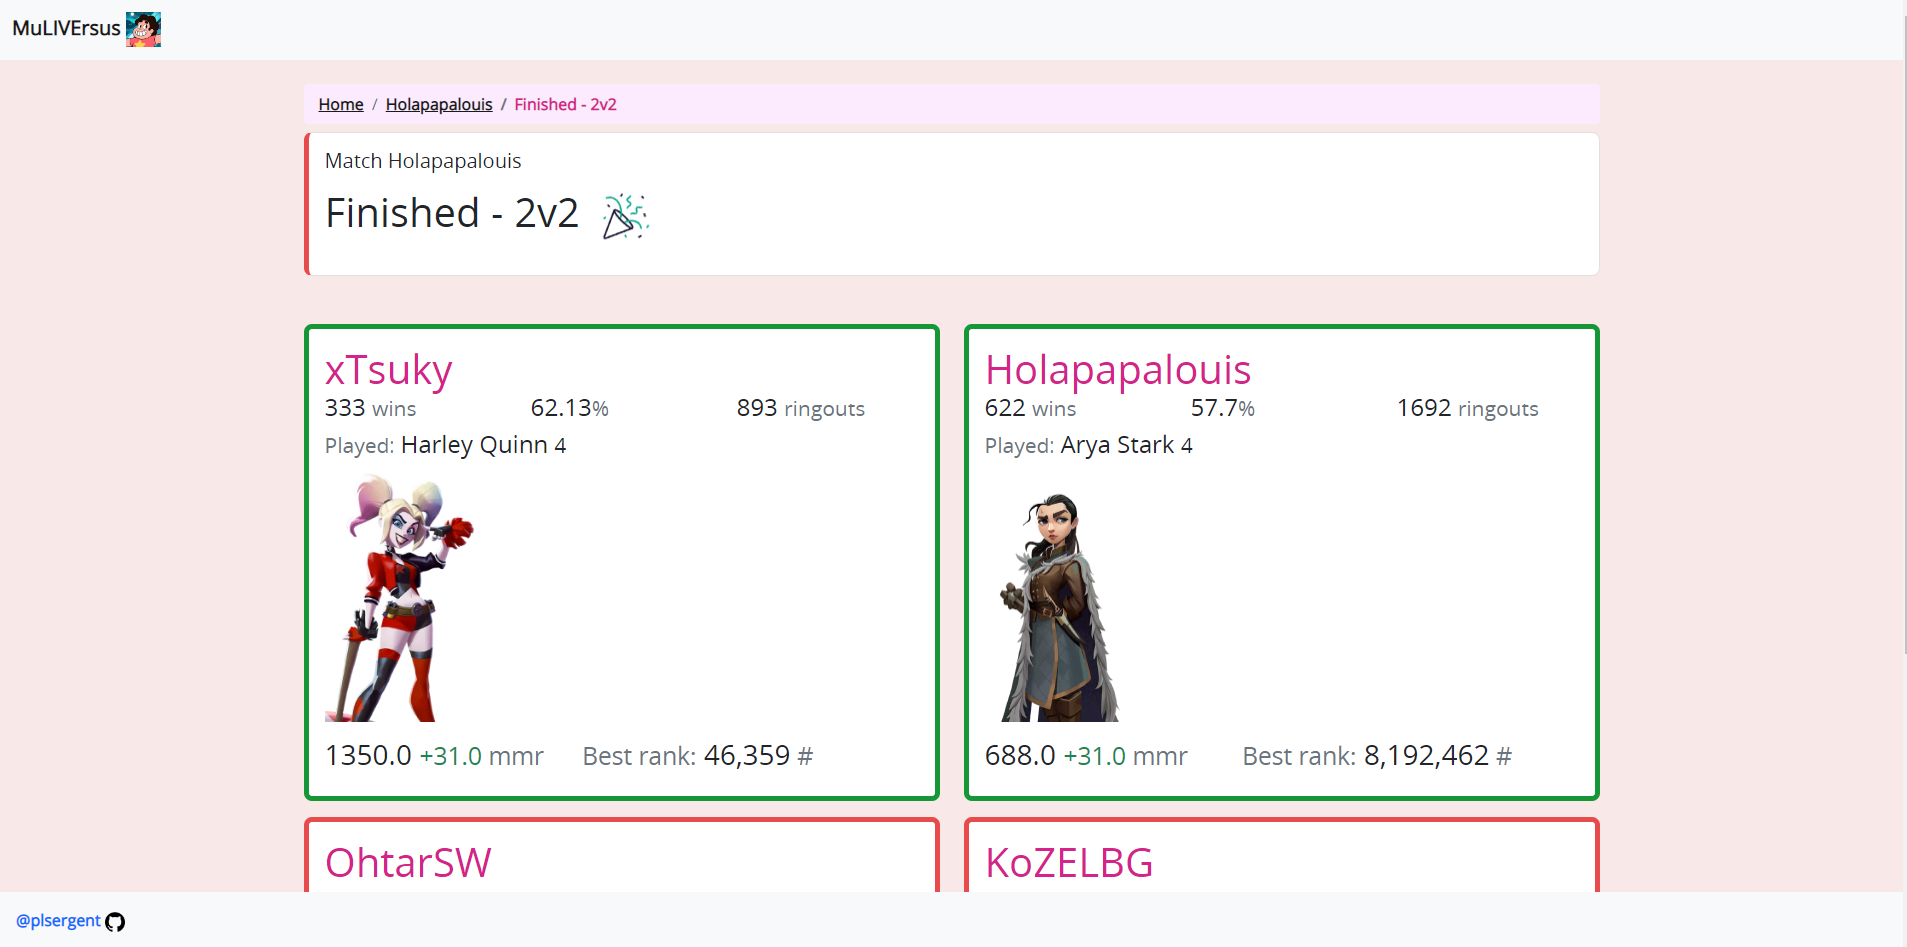 MuLIVErsus
Home / Holapapalouis / Finished - 2v2
Match Holapapalouis
Finished - 2v2
xTsuky
333 wins 62.13% 893 ringouts
Played: Harley Quinn 4
1350.0 +31.0 mmr Best rank: 46,359 #
Holapapalouis
622 wins 57.7% 1692 ringouts
Played: Arya Stark 4
688.0 +31.0 mmr Best rank: 8,192,462 #
OhtarSW
KoZELBG
@plsergent